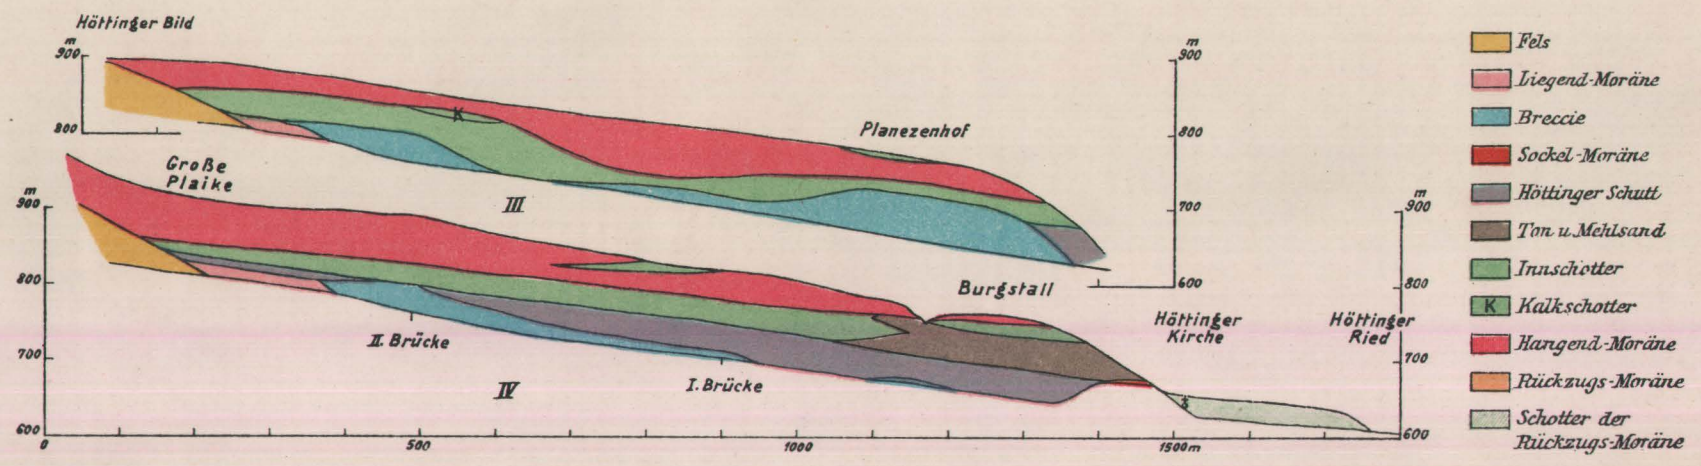 Höttinger Bild
m
900
800
Große
Plaike
m
900
800
700
600
III
Planezenhof
m
900
800
700
600
II. Brücke
IV
I. Brücke
Burgstall
Höttinger
Kirche
Höttinger
Ried
m
900
800
700
600
0
500
1000
1500 m
Fels
Liegend-Moräne
Breccie
Sockel-Moräne
Höttinger Schutt
Ton u. Mehlsand
Innschotter
K
K Kalkschotter
Hangend-Moräne
Rückzugs-Moräne
Schotter der
Rückzugs-Moräne